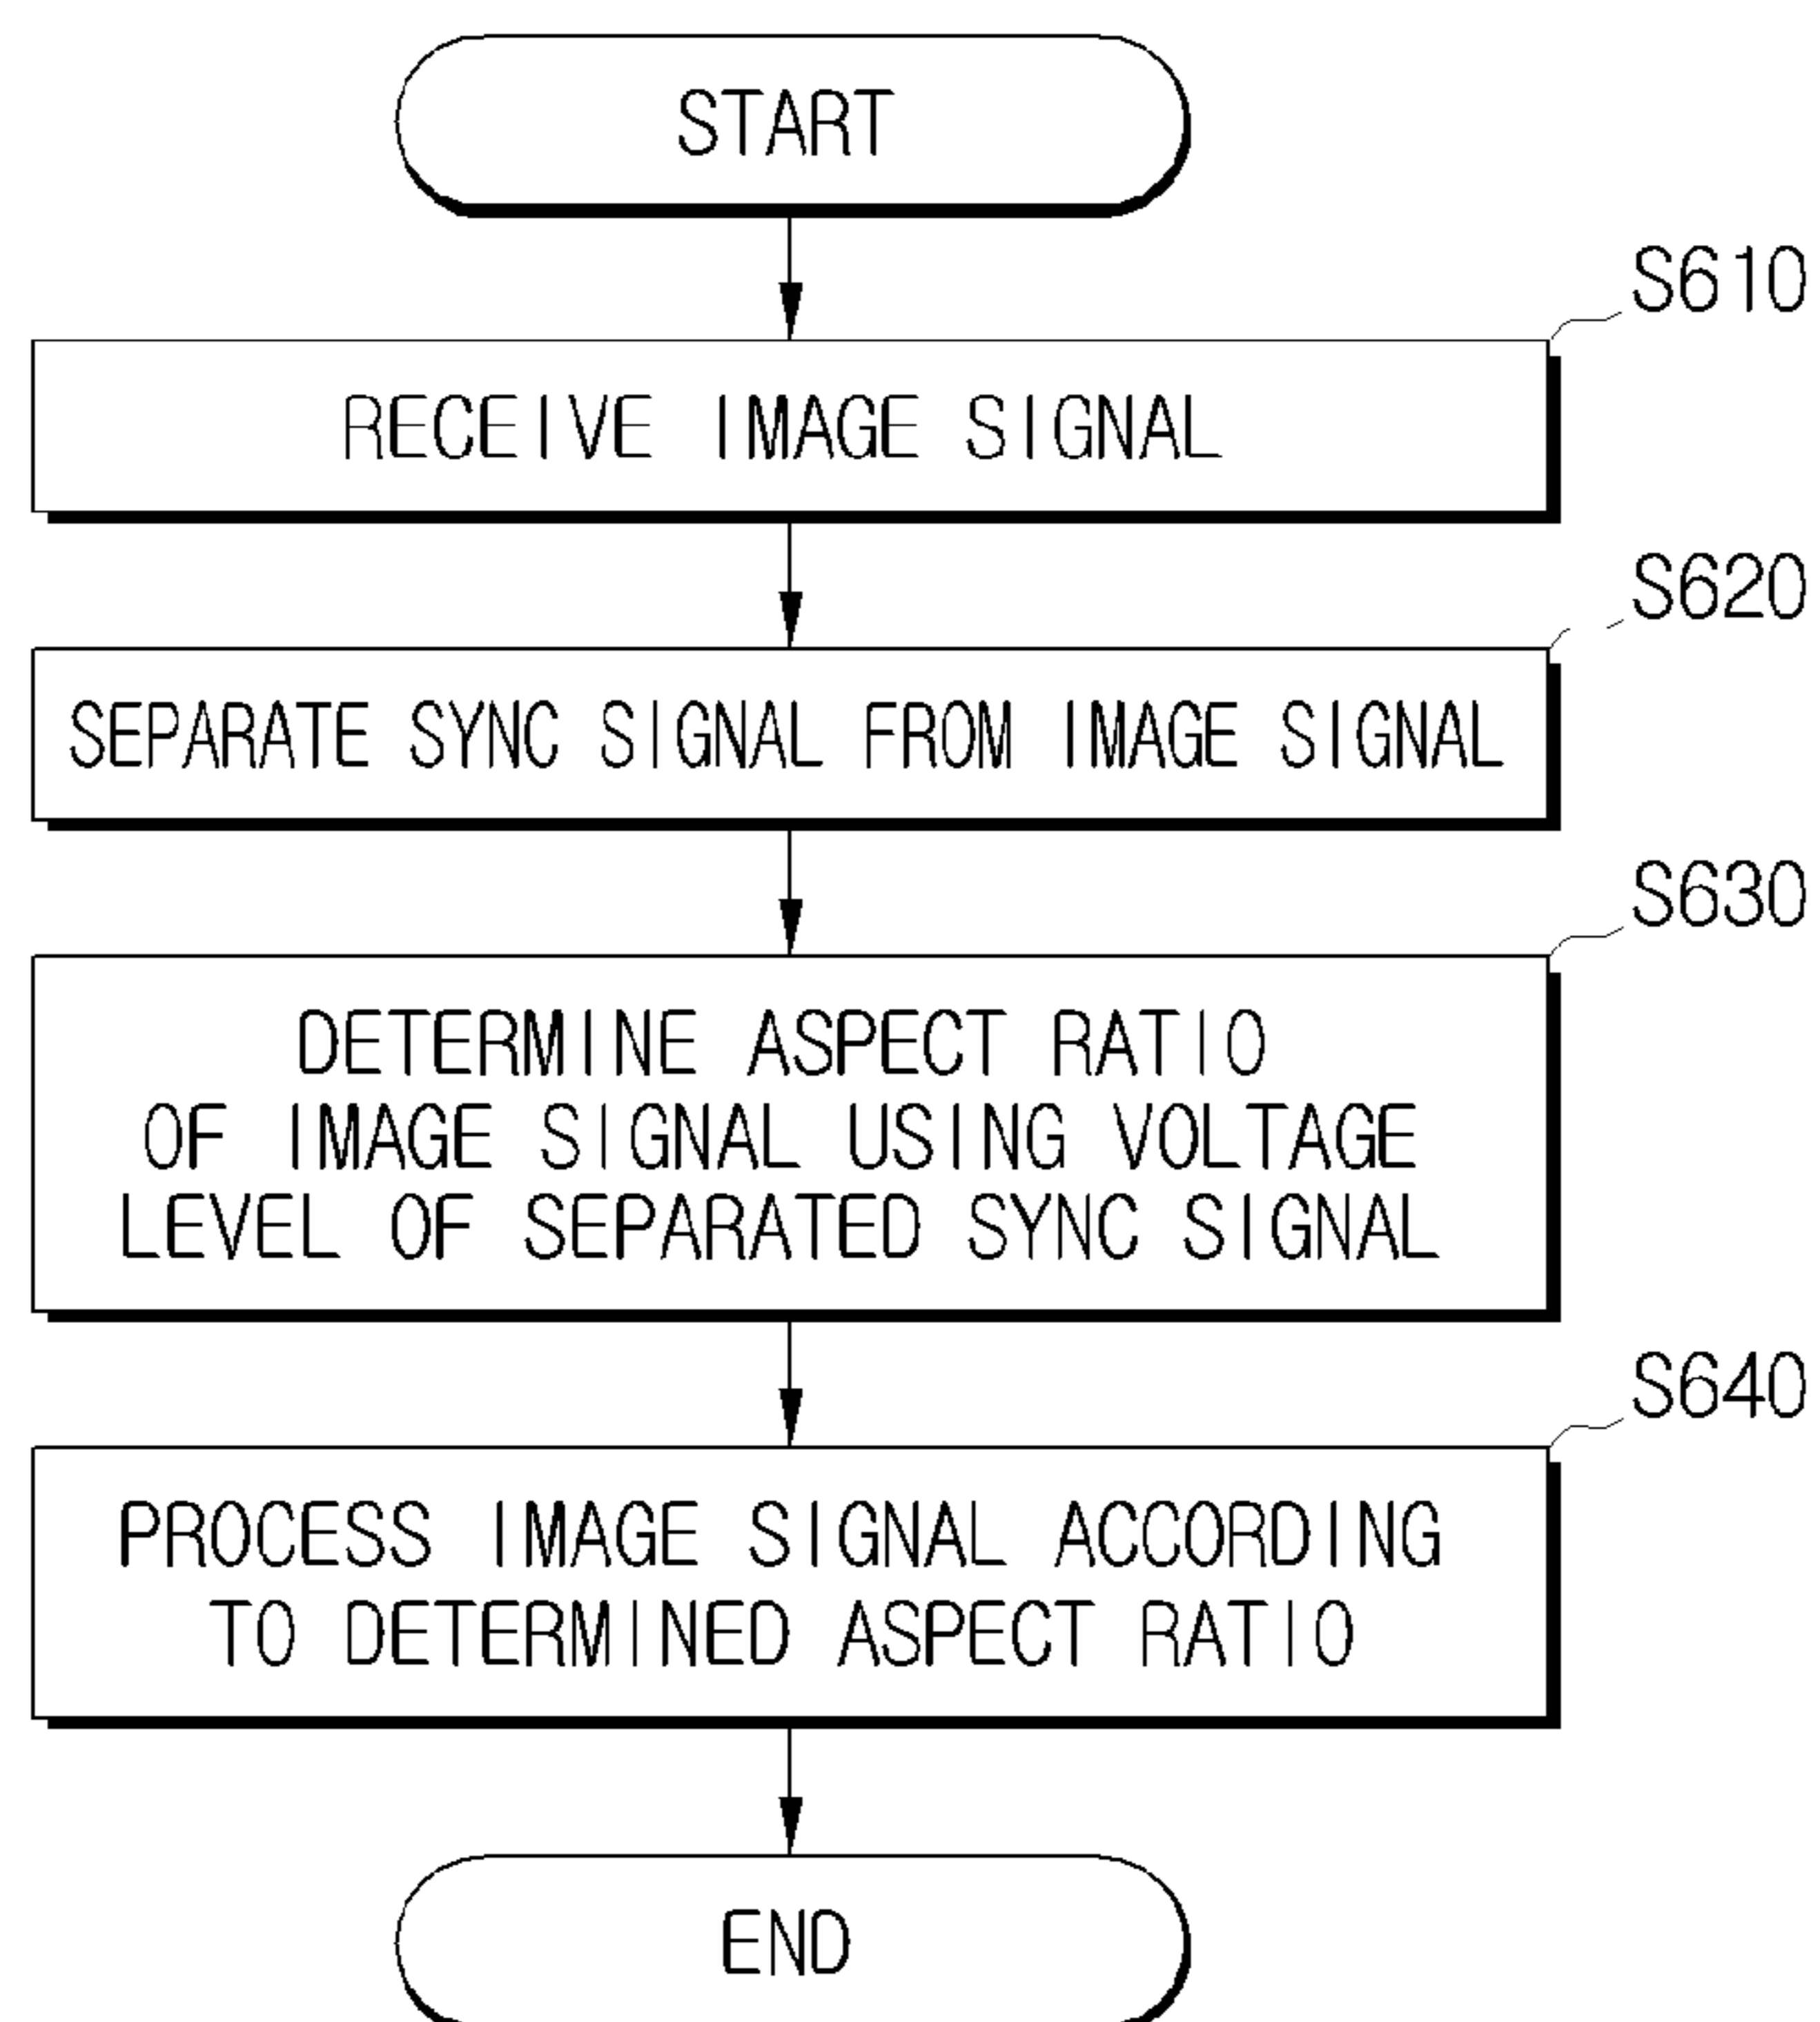 START
S610
RECEIVE IMAGE SIGNAL
S620
SEPARATE SYNC SIGNAL FROM IMAGE SIGNAL
S630
DETERMINE ASPECT RATIO
OF IMAGE SIGNAL USING VOLTAGE
LEVEL OF SEPARATED SYNC SIGNAL
S640
PROCESS IMAGE SIGNAL ACCORDING
TO DETERMINED ASPECT RATIO
END